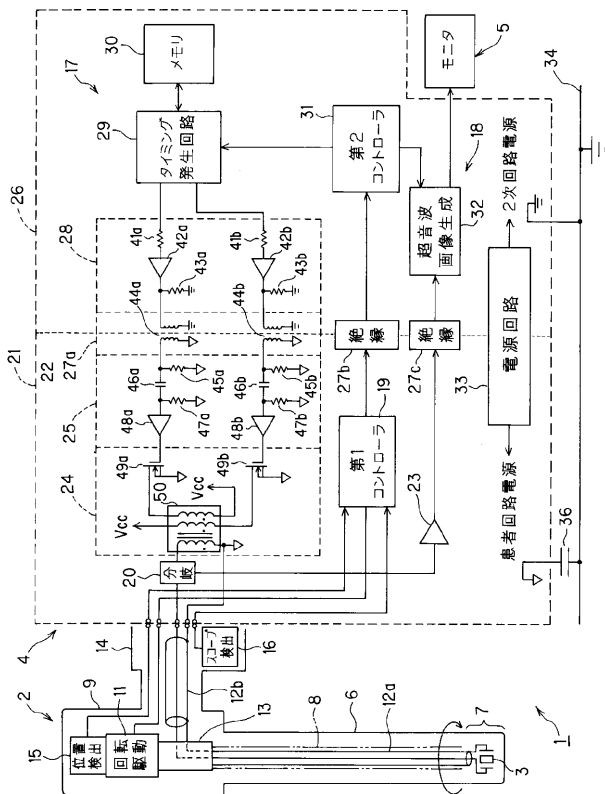 26
21
22
27a
25
24
28
17
30
メモリ
29
タイミング
発生回路
41a
42a
43a
44a
41b
42b
43b
44b
45a
46a
47a
48a
49a
45b
46b
47b
48b
49b
Vcc
50
Vcc
31
第2
コントローラ
18
モニタ
5
超音波
画像生成
32
絶縁
27b
絶縁
27c
19
第1
コントローラ
23
20
分岐
33
電源回路
2次回路電源
患者回路電源
34
36
4
14
2
9
11
15
位置
検出
回転
駆動
スコープ
検出
16
12b
13
6
8
12a
7
3
1